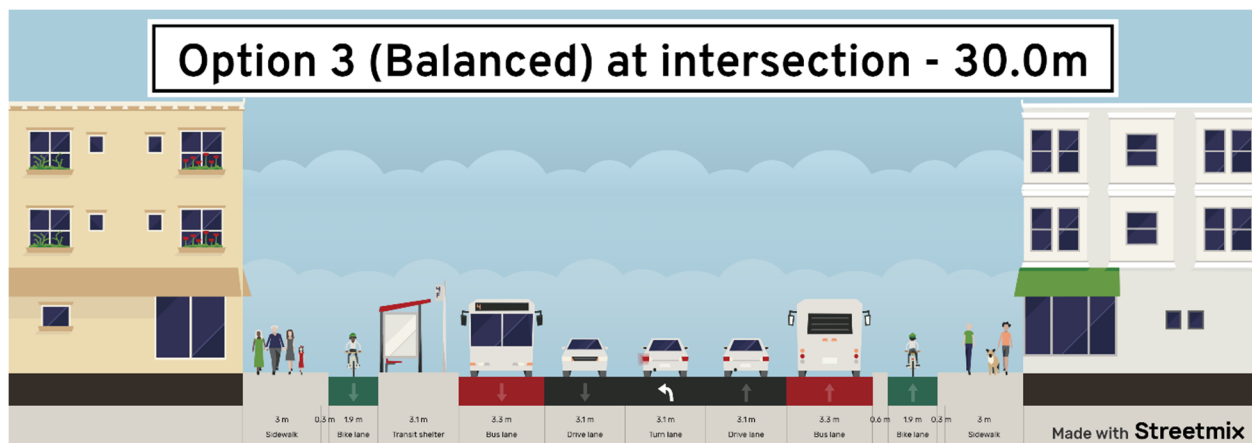 Option 3 (Balanced) at intersection - 30.0m
4
4
3 m 0.3 m 1.9 m 3.1 m 3.3 m 3.1 m 3.1 m 3.1 m 3.3 m 0.6 m 1.9 m 0.3 m 3 m
Sidewalk Bike lane Transit shelter Bus lane Drive lane Turn lane Drive lane Bus lane Bike lane Sidewalk
Made with Streetmix